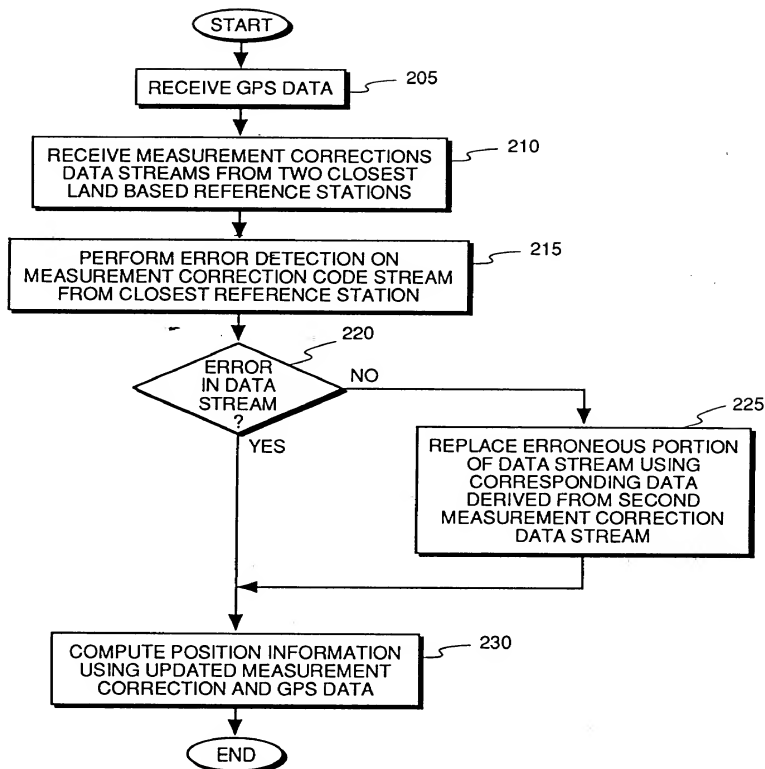 START
RECEIVE GPS DATA
205
RECEIVE MEASUREMENT CORRECTIONS
DATA STREAMS FROM TWO CLOSEST
LAND BASED REFERENCE STATIONS
210
PERFORM ERROR DETECTION ON
MEASUREMENT CORRECTION CODE STREAM
FROM CLOSEST REFERENCE STATION
215
220
ERROR
IN DATA
STREAM
?
NO
YES
225
REPLACE ERRONEOUS PORTION
OF DATA STREAM USING
CORRESPONDING DATA
DERIVED FROM SECOND
MEASUREMENT CORRECTION
DATA STREAM
COMPUTE POSITION INFORMATION
USING UPDATED MEASUREMENT
CORRECTION AND GPS DATA
230
END